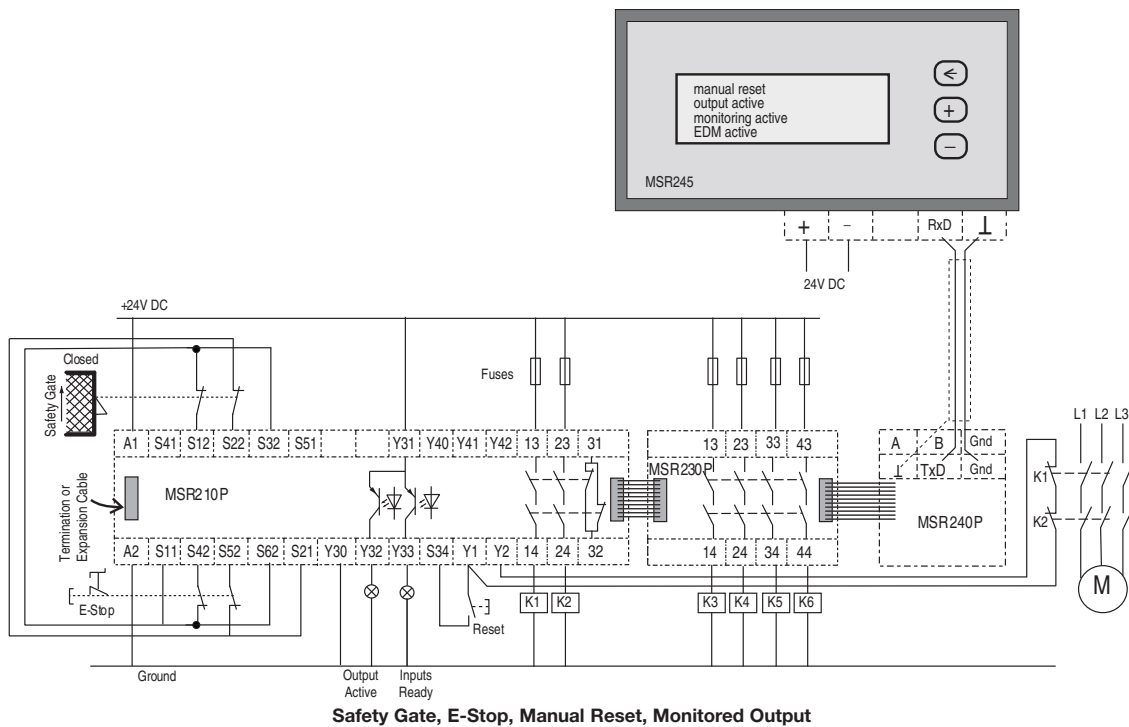 manual reset
output active
monitoring active
EDM active
MSR245
+ − RxD ⊥
24V DC
+24V DC
Closed
Safety Gate
Fuses
L1 L2 L3
A1 S41 S12 S22 S32 S51 Y31 Y40 Y41 Y42 13 23 31
13 23 33 43
A B Gnd
MSR230P
⊥ TxD Gnd
K1
Termination or
Expansion Cable
MSR210P
MSR240P
K2
A2 S11 S42 S52 S62 S21 Y30 Y32 Y33 S34 Y1 Y2 14 24 32
14 24 34 44
E-Stop
K1 K2
K3 K4 K5 K6
M
Reset
Ground
Output
Active
Inputs
Ready
Safety Gate, E-Stop, Manual Reset, Monitored Output